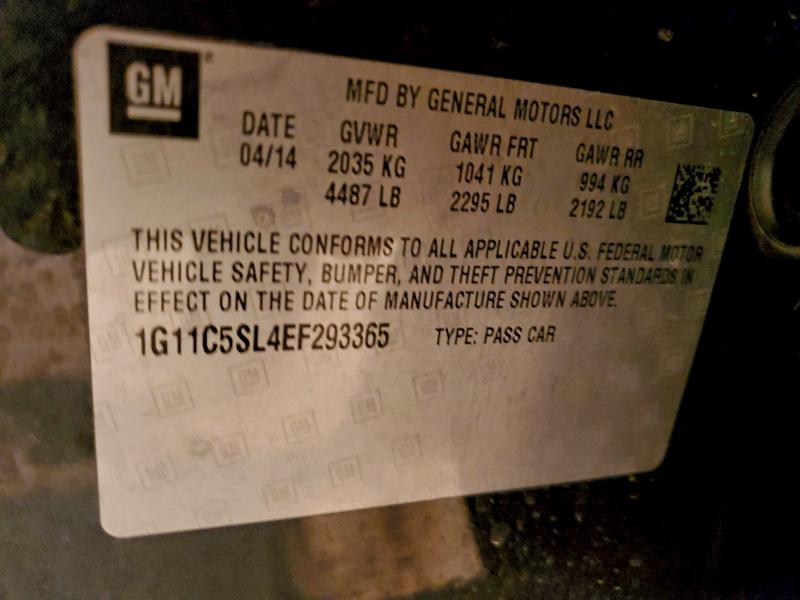 GM
MFD BY GENERAL MOTORS LLC
DATE GVWR GAWR FRT GAWR RR
04/14 2035 KG 1041 KG 994 KG
4487 LB 2295 LB 2192 LB
THIS VEHICLE CONFORMS TO ALL APPLICABLE U.S. FEDERAL MOTOR
VEHICLE SAFETY, BUMPER, AND THEFT PREVENTION STANDARDS IN
EFFECT ON THE DATE OF MANUFACTURE SHOWN ABOVE.
1G11C5SL4EF293365 TYPE: PASS CAR